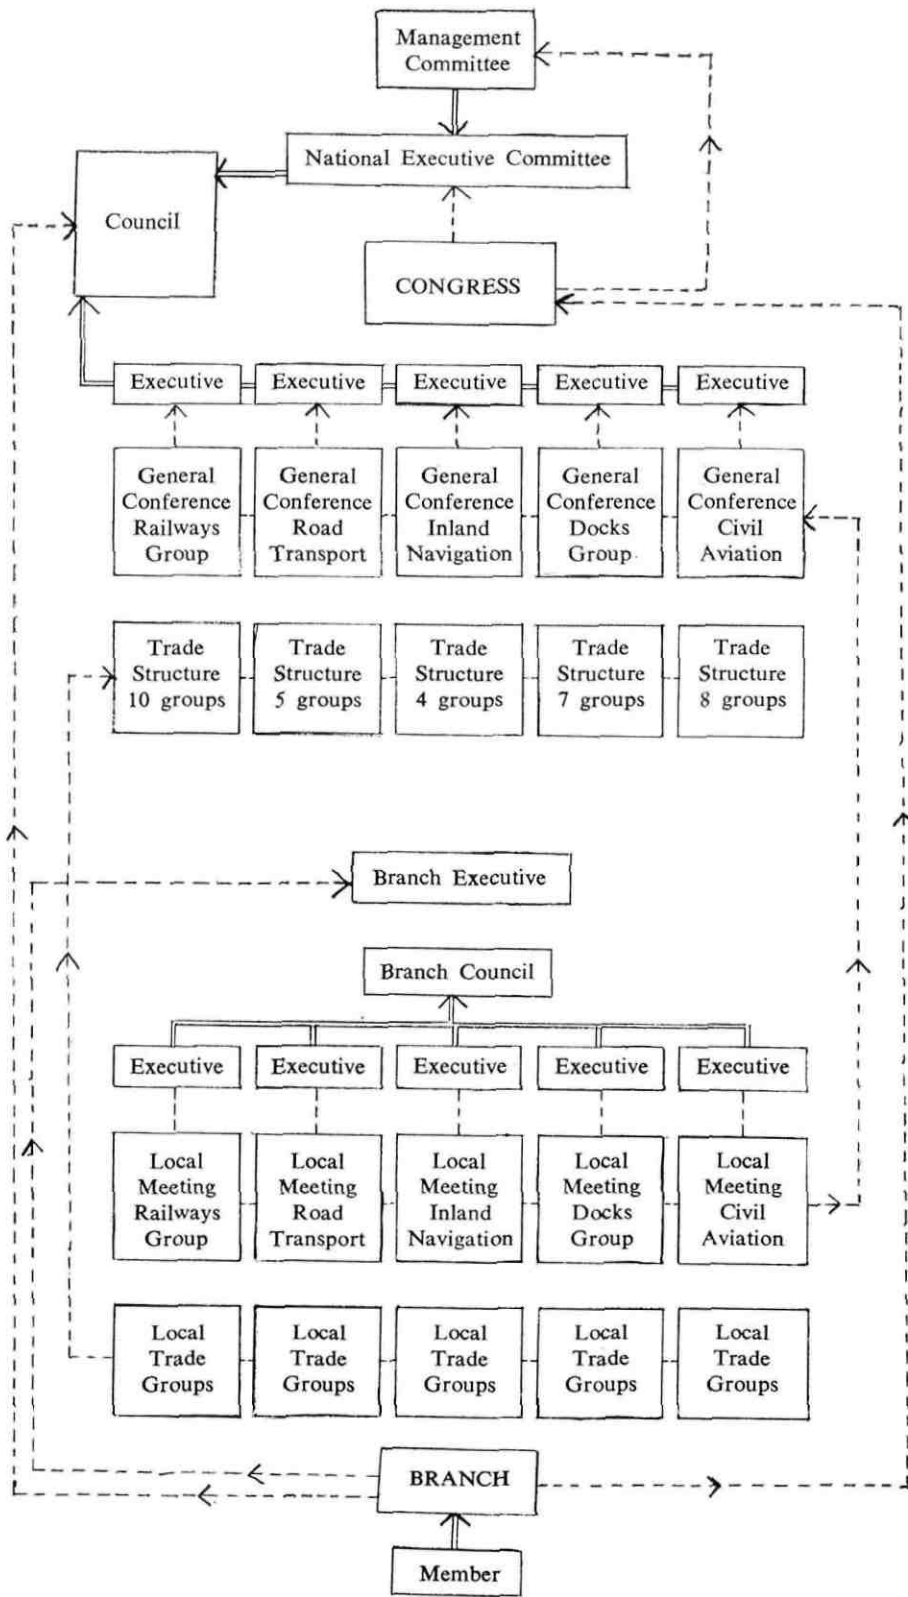 Management
Committee
National Executive Committee
Council
CONGRESS
Executive
Executive
Executive
Executive
Executive
General
Conference
Railways
Group
General
Conference
Road
Transport
General
Conference
Inland
Navigation
General
Conference
Docks
Group
General
Conference
Civil
Aviation
Trade
Structure
10 groups
Trade
Structure
5 groups
Trade
Structure
4 groups
Trade
Structure
7 groups
Trade
Structure
8 groups
Branch Executive
Branch Council
Executive
Executive
Executive
Executive
Executive
Local
Meeting
Railways
Group
Local
Meeting
Road
Transport
Local
Meeting
Inland
Navigation
Local
Meeting
Docks
Group
Local
Meeting
Civil
Aviation
Local
Trade
Groups
Local
Trade
Groups
Local
Trade
Groups
Local
Trade
Groups
Local
Trade
Groups
BRANCH
Member